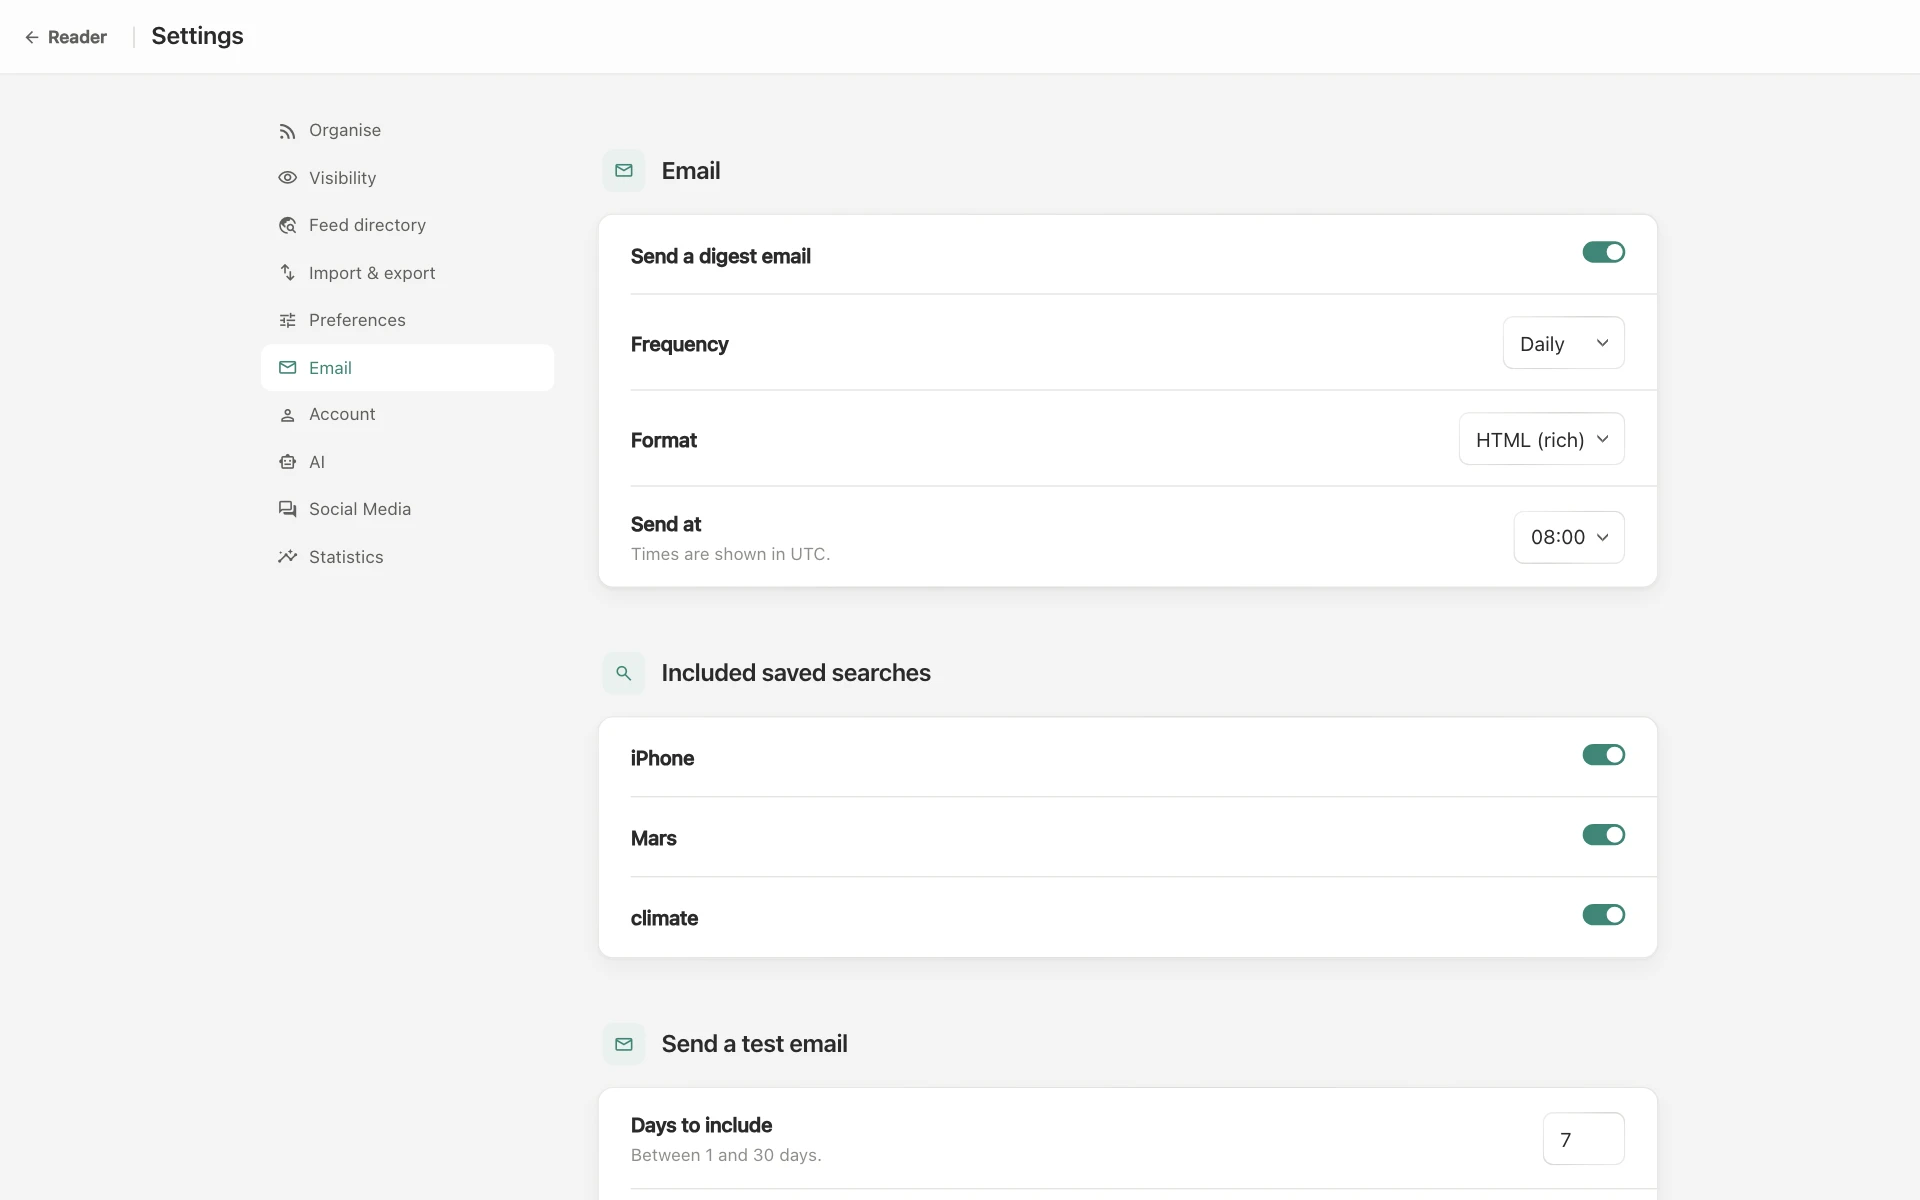 Reader
Settings
Organise
Visibility
Feed directory
Import & export
Preferences
Email
Account
AI
Social Media
Statistics
Email
Send a digest email
Frequency
Daily
Format
HTML (rich)
Send at
Times are shown in UTC.
08:00
Included saved searches
iPhone
Mars
climate
Send a test email
Days to include
Between 1 and 30 days.
7